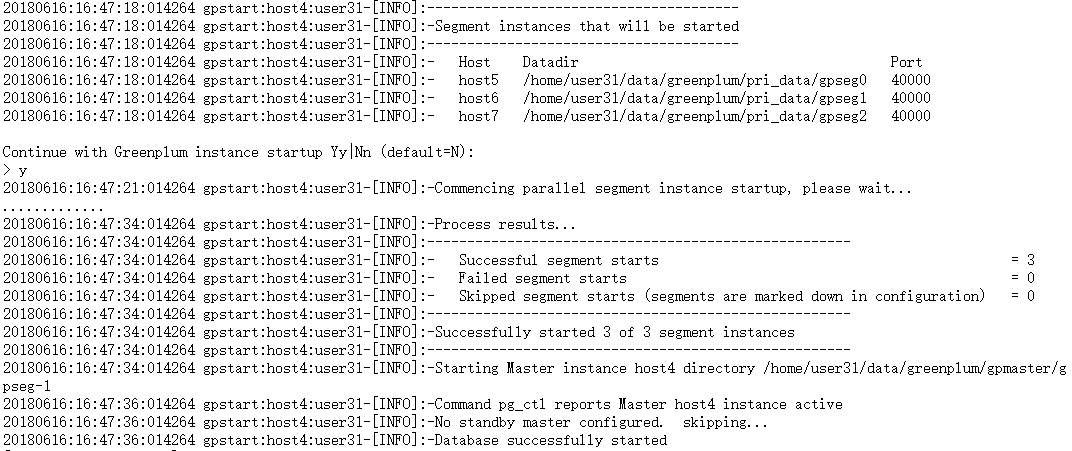 20180616:16:47:18:014264 gpstart:host4:user31-[INFO]:---------------------------------------
20180616:16:47:18:014264 gpstart:host4:user31-[INFO]:-Segment instances that will be started
20180616:16:47:18:014264 gpstart:host4:user31-[INFO]:---------------------------------------
20180616:16:47:18:014264 gpstart:host4:user31-[INFO]:-   Host    Datadir                                       Port
20180616:16:47:18:014264 gpstart:host4:user31-[INFO]:-   host5   /home/user31/data/greenplum/pri_data/gpseg0   40000
20180616:16:47:18:014264 gpstart:host4:user31-[INFO]:-   host6   /home/user31/data/greenplum/pri_data/gpseg1   40000
20180616:16:47:18:014264 gpstart:host4:user31-[INFO]:-   host7   /home/user31/data/greenplum/pri_data/gpseg2   40000
Continue with Greenplum instance startup Yy|Nn (default=N):
> y
20180616:16:47:21:014264 gpstart:host4:user31-[INFO]:-Commencing parallel segment instance startup, please wait...
.............
20180616:16:47:34:014264 gpstart:host4:user31-[INFO]:-Process results...
20180616:16:47:34:014264 gpstart:host4:user31-[INFO]:-----------------------------------------------------
20180616:16:47:34:014264 gpstart:host4:user31-[INFO]:-   Successful segment starts                                            = 3
20180616:16:47:34:014264 gpstart:host4:user31-[INFO]:-   Failed segment starts                                                = 0
20180616:16:47:34:014264 gpstart:host4:user31-[INFO]:-   Skipped segment starts (segments are marked down in configuration)   = 0
20180616:16:47:34:014264 gpstart:host4:user31-[INFO]:-----------------------------------------------------
20180616:16:47:34:014264 gpstart:host4:user31-[INFO]:-Successfully started 3 of 3 segment instances
20180616:16:47:34:014264 gpstart:host4:user31-[INFO]:-----------------------------------------------------
20180616:16:47:34:014264 gpstart:host4:user31-[INFO]:-Starting Master instance host4 directory /home/user31/data/greenplum/gpmaster/g
pseg-1
20180616:16:47:36:014264 gpstart:host4:user31-[INFO]:-Command pg_ctl reports Master host4 instance active
20180616:16:47:36:014264 gpstart:host4:user31-[INFO]:-No standby master configured.  skipping...
20180616:16:47:36:014264 gpstart:host4:user31-[INFO]:-Database successfully started